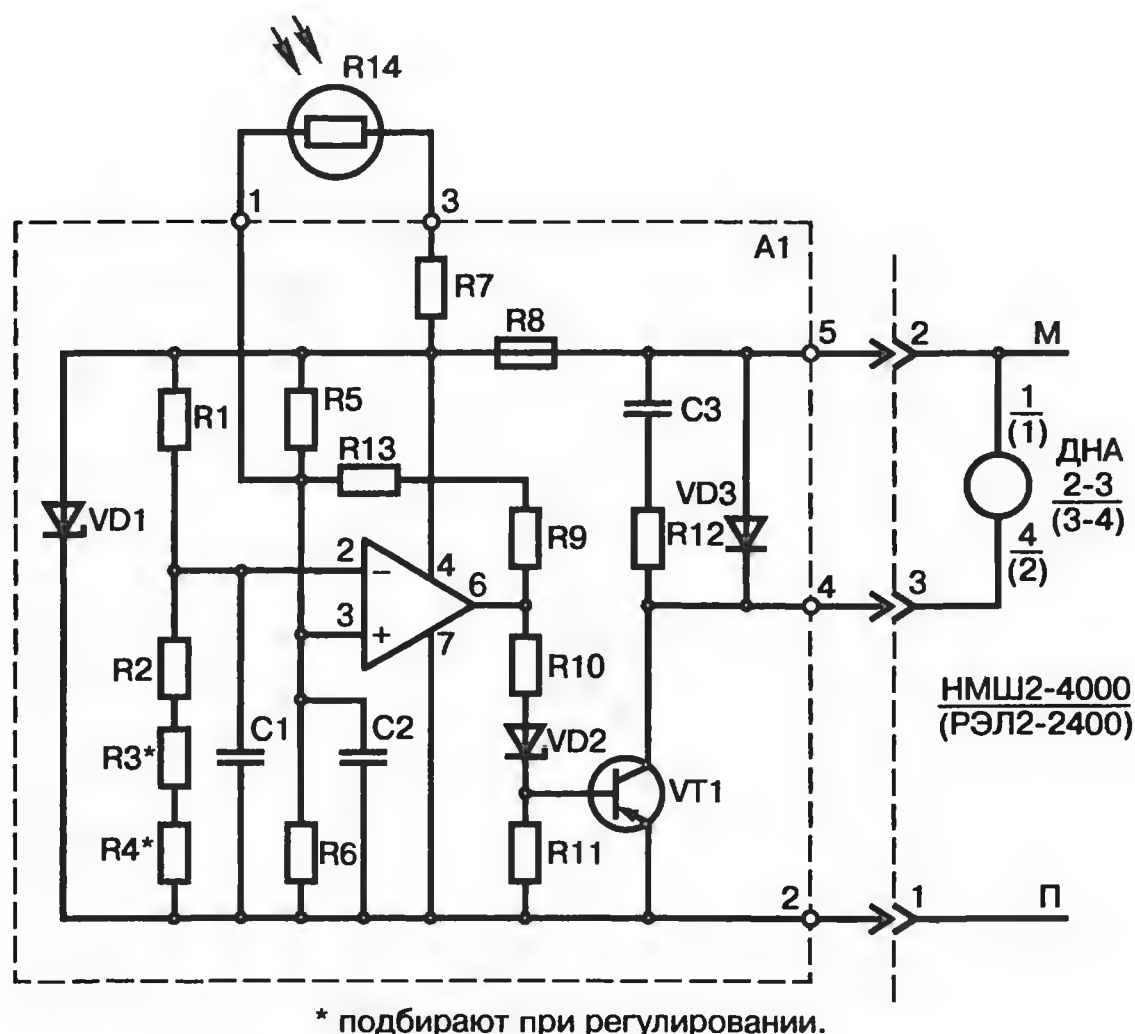 R14
1
3
A1
R7
R8
5
2
М
R1
R5
C3
1
(1)
R13
ДНА
2-3
(3-4)
VD1
VD3
R12
R9
4
(2)
2
−
4
6
3
+
7
4
3
R2
R10
C1
C2
VD2
НМШ2-4000
(РЭЛ2-2400)
R3*
VT1
R4*
R6
R11
2
1
П
* подбирают при регулировании.